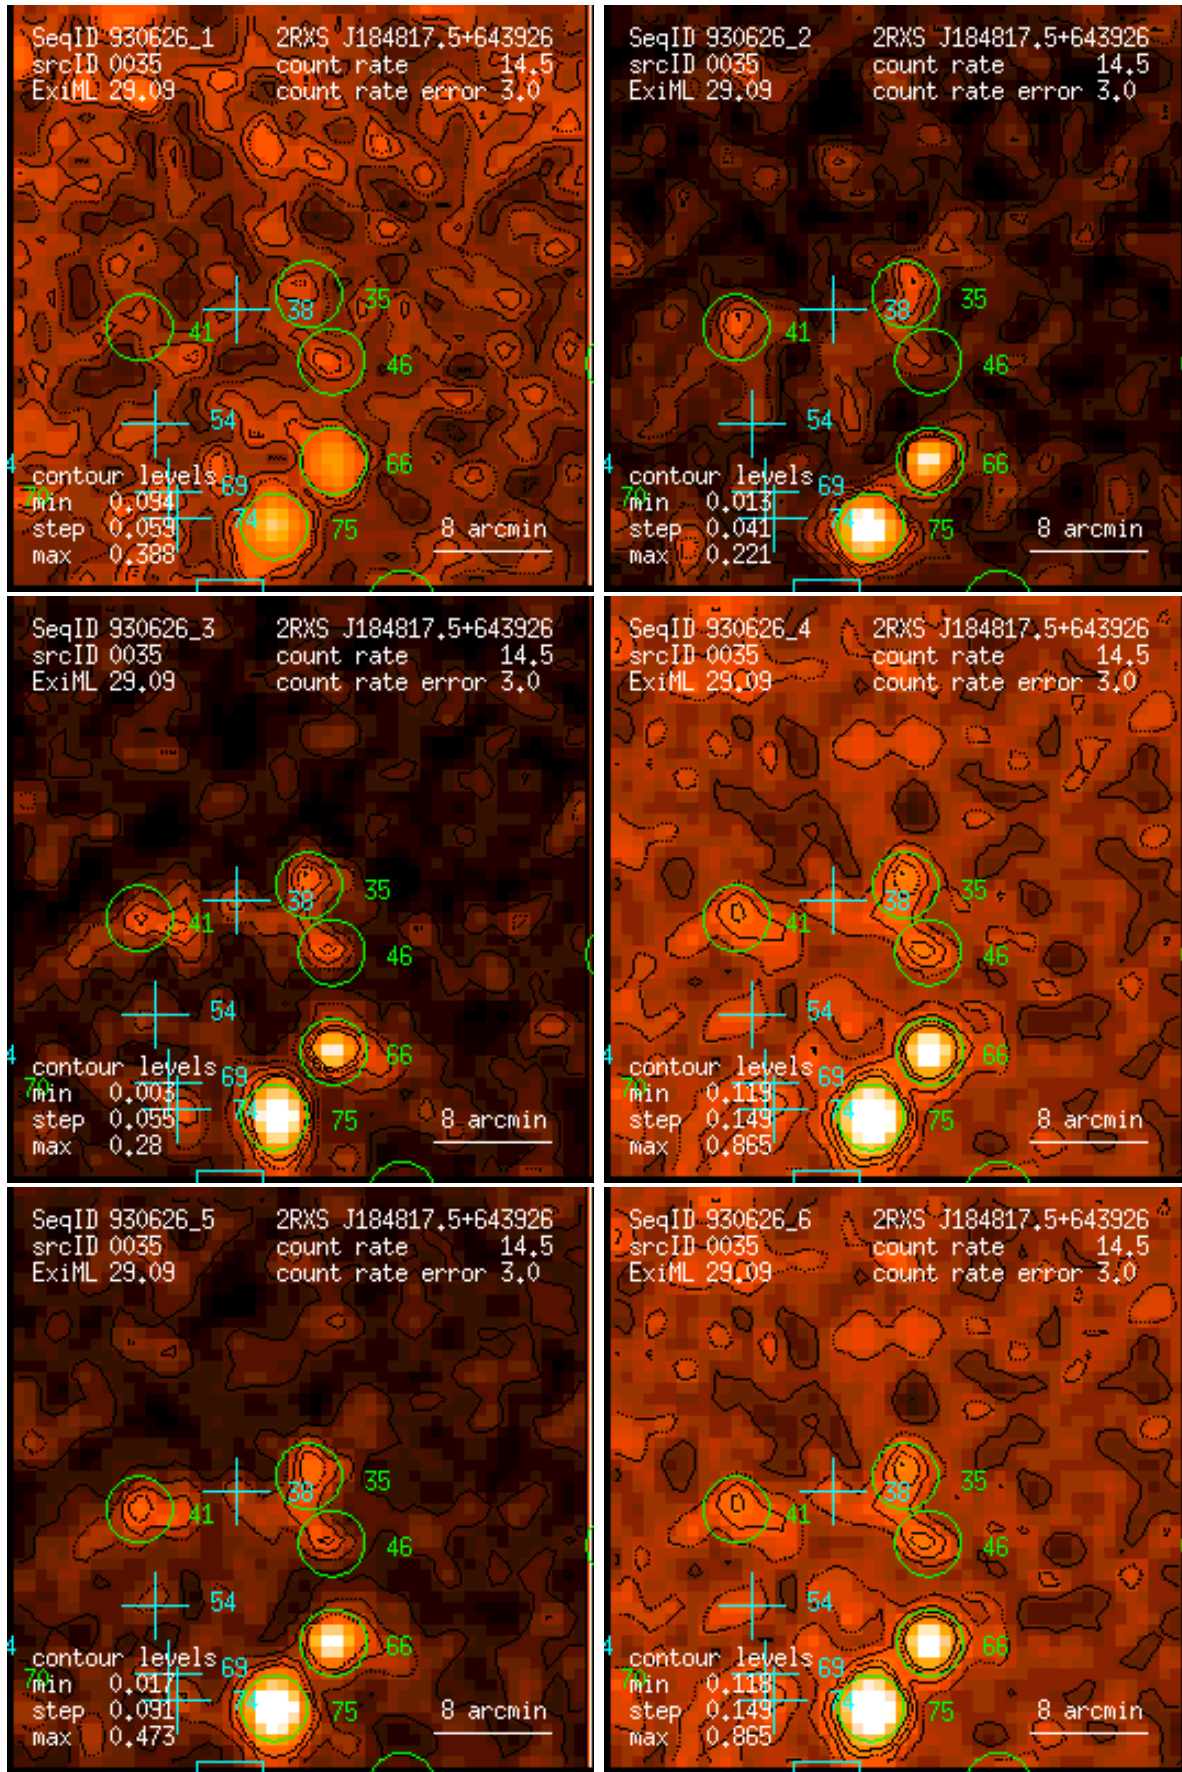 SeqID 930626_1 2RXS J184817.5+643926
srcID 0035 count rate 14.5
ExiML 29.09 count rate error 3.0
35
38
41
46
54
4
66
contour levels
69
70
min 0.094
74
step 0.059
75
8 arcmin
max 0.388
SeqID 930626_2 2RXS J184817.5+643926
srcID 0035 count rate 14.5
ExiML 29.09 count rate error 3.0
35
38
41
46
54
4
66
contour levels
69
70
min 0.013
74
step 0.041
75
8 arcmin
max 0.221
SeqID 930626_3 2RXS J184817.5+643926
srcID 0035 count rate 14.5
ExiML 29.09 count rate error 3.0
35
38
41
46
54
4
66
contour levels
69
70
min 0.003
74
step 0.055
75
8 arcmin
max 0.28
SeqID 930626_4 2RXS J184817.5+643926
srcID 0035 count rate 14.5
ExiML 29.09 count rate error 3.0
35
38
41
46
54
4
66
contour levels
69
70
min 0.119
74
step 0.149
75
8 arcmin
max 0.865
SeqID 930626_5 2RXS J184817.5+643926
srcID 0035 count rate 14.5
ExiML 29.09 count rate error 3.0
35
38
41
46
54
4
66
contour levels
69
70
min 0.017
74
step 0.091
75
8 arcmin
max 0.473
SeqID 930626_6 2RXS J184817.5+643926
srcID 0035 count rate 14.5
ExiML 29.09 count rate error 3.0
35
38
41
46
54
4
66
contour levels
69
70
min 0.118
74
step 0.149
75
8 arcmin
max 0.865